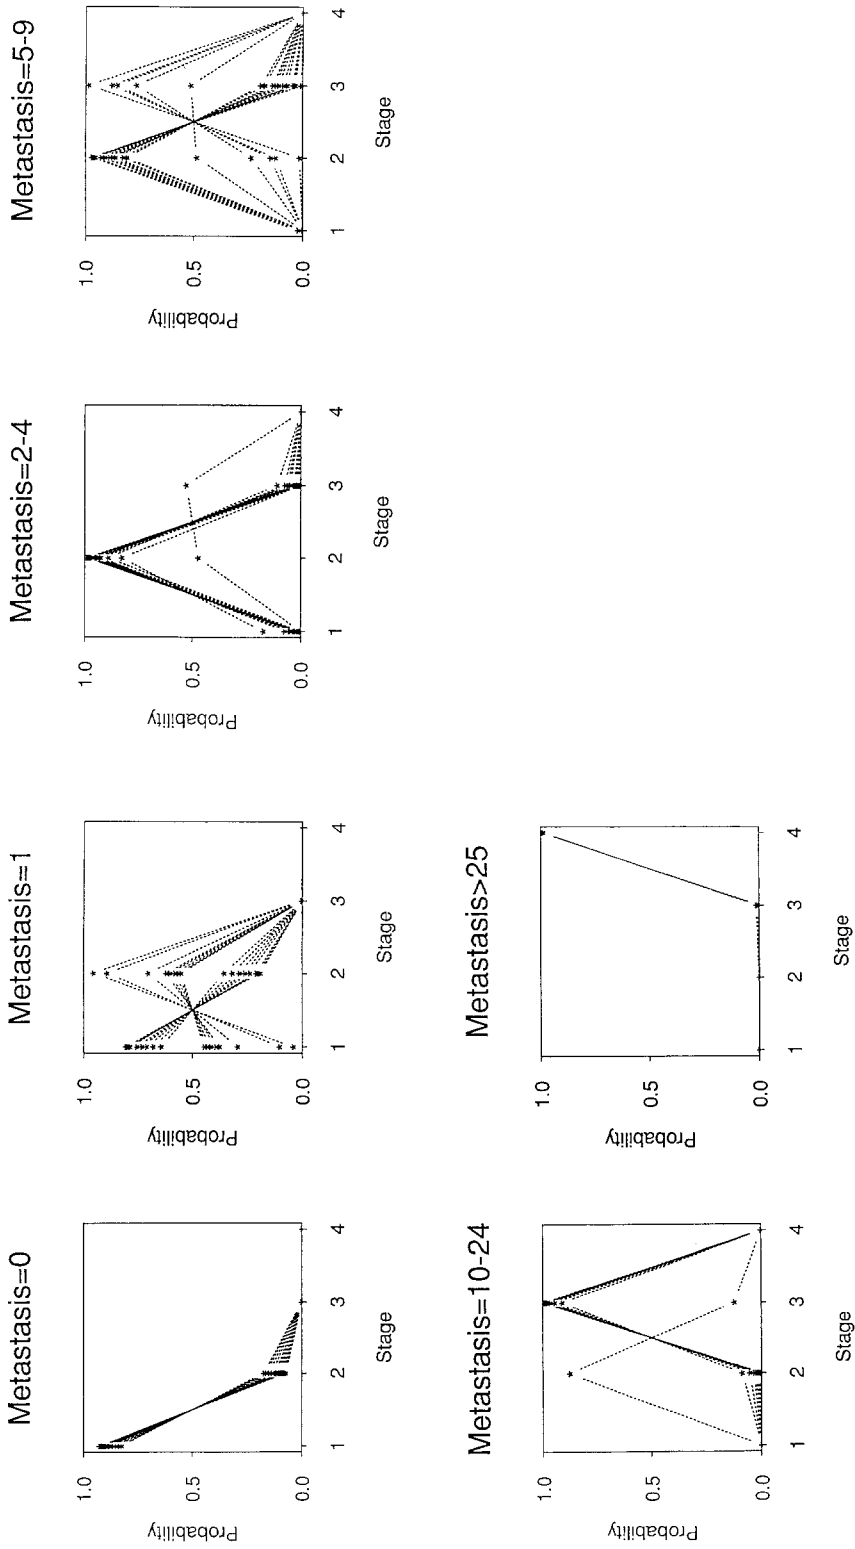 Metastasis=0
Probability
1.0
0.5
0.0
1 2 3 4
Stage
Metastasis=1
Probability
1.0
0.5
0.0
1 2 3 4
Stage
Metastasis=2-4
Probability
1.0
0.5
0.0
1 2 3 4
Stage
Metastasis=5-9
Probability
1.0
0.5
0.0
1 2 3 4
Stage
Metastasis=10-24
Probability
1.0
0.5
0.0
1 2 3 4
Stage
Metastasis>25
Probability
1.0
0.5
0.0
1 2 3 4
Stage